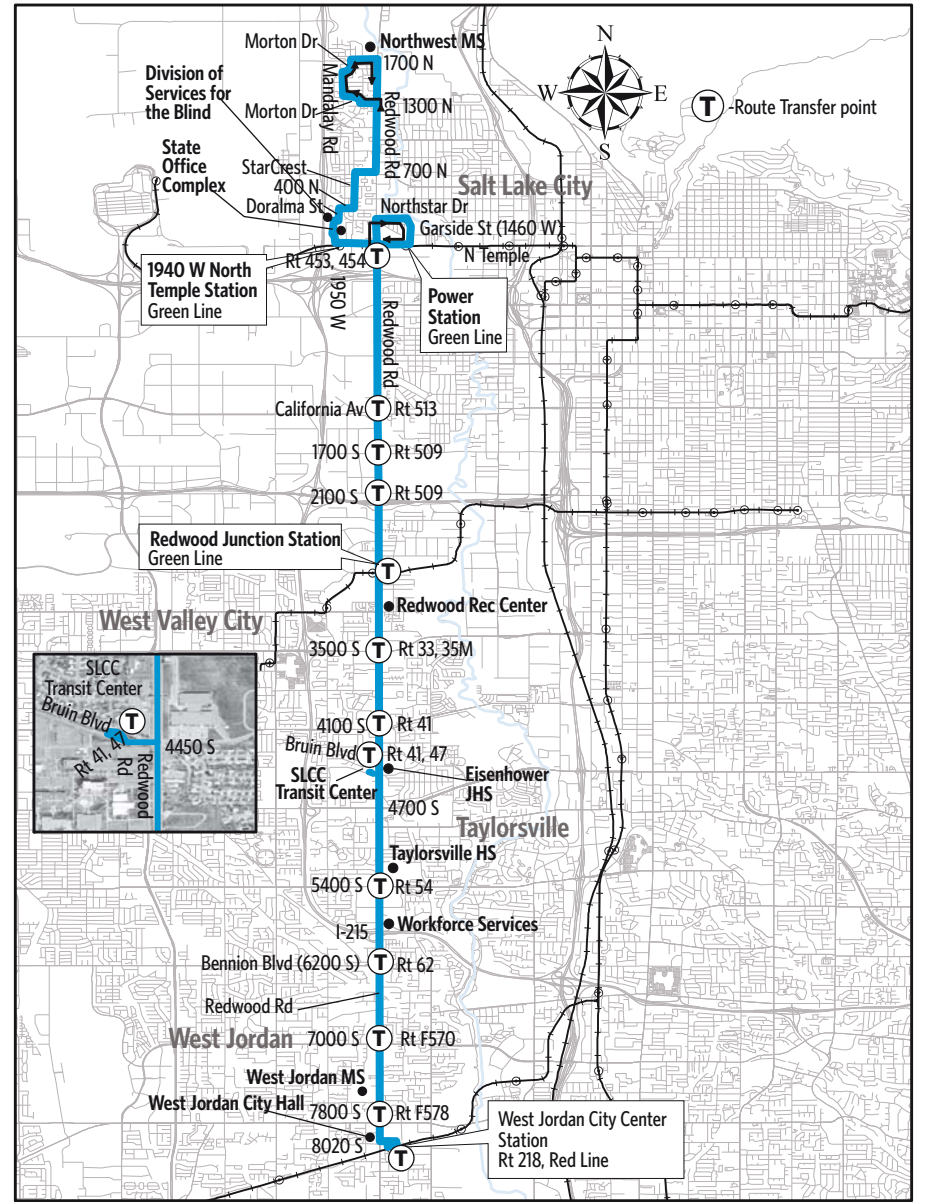 Morton Dr
Northwest MS
1700 N
Division of
Services for
the Blind
Mandalay Rd
Morton Dr
Redwood Rd
1300 N
N
W
E
S
T
-Route Transfer point
State
Office
Complex
StarCrest
400 N
700 N
Salt Lake City
Doralma St
Northstar Dr
Garside St (1460 W)
N Temple
Rt 453, 454
T
1940 W North
Temple Station
Green Line
1950 W
Redwood Rd
Power
Station
Green Line
California Av
T
Rt 513
1700 S
T
Rt 509
2100 S
T
Rt 509
Redwood Junction Station
Green Line
T
Redwood Rec Center
West Valley City
3500 S
T
Rt 33, 35M
SLCC
Transit Center
Bruin Blvd
T
Rt 41, 47
4450 S
Redwood
Rd
4100 S
T
Rt 41
Bruin Blvd
T
Rt 41, 47
SLCC
Transit Center
Eisenhower
JHS
4700 S
Taylorsville
Taylorsville HS
5400 S
T
Rt 54
Workforce Services
I-215
Bennion Blvd (6200 S)
T
Rt 62
Redwood Rd
West Jordan
7000 S
T
Rt F570
West Jordan MS
West Jordan City Hall
7800 S
T
Rt F578
8020 S
T
West Jordan City Center
Station
Rt 218, Red Line